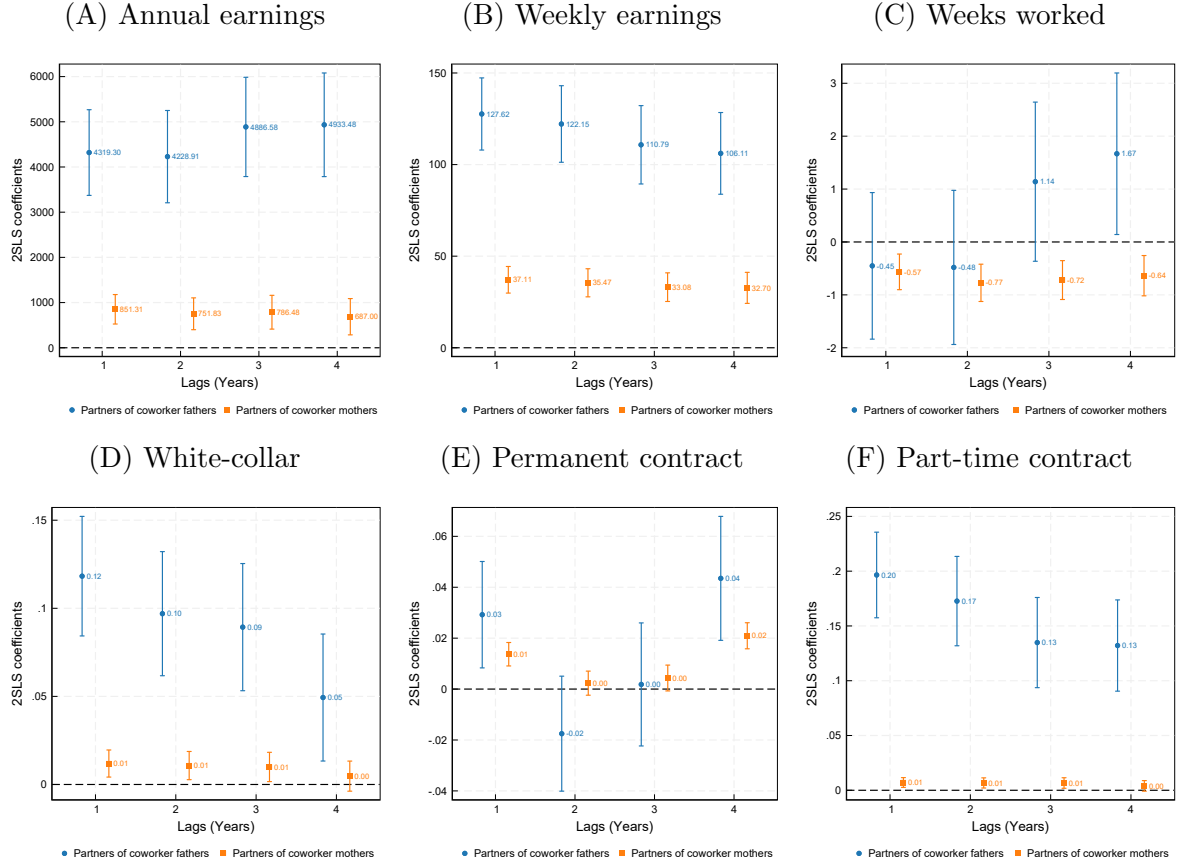 (A) Annual earnings
2SLS coefficients
6000
5000
4000
3000
2000
1000
0
4319.30
4228.91
4886.58
4933.48
851.31
751.83
786.48
687.00
1 2 3 4
Lags (Years)
Partners of coworker fathers Partners of coworker mothers
(B) Weekly earnings
2SLS coefficients
150
100
50
0
127.62
122.15
110.79
106.11
37.11
35.47
33.08
32.70
1 2 3 4
Lags (Years)
Partners of coworker fathers Partners of coworker mothers
(C) Weeks worked
2SLS coefficients
3
2
1
0
-1
-2
-0.45
-0.57
-0.48
-0.77
1.14
-0.72
1.67
-0.64
1 2 3 4
Lags (Years)
Partners of coworker fathers Partners of coworker mothers
(D) White-collar
2SLS coefficients
.15
.1
.05
0
0.12
0.10
0.09
0.05
0.01
0.01
0.01
0.00
1 2 3 4
Lags (Years)
Partners of coworker fathers Partners of coworker mothers
(E) Permanent contract
2SLS coefficients
.06
.04
.02
0
-.02
-.04
0.03
0.01
-0.02
0.00
0.00
0.00
0.04
0.02
1 2 3 4
Lags (Years)
Partners of coworker fathers Partners of coworker mothers
(F) Part-time contract
2SLS coefficients
.25
.2
.15
.1
.05
0
0.20
0.17
0.13
0.13
0.01
0.01
0.01
0.00
1 2 3 4
Lags (Years)
Partners of coworker fathers Partners of coworker mothers